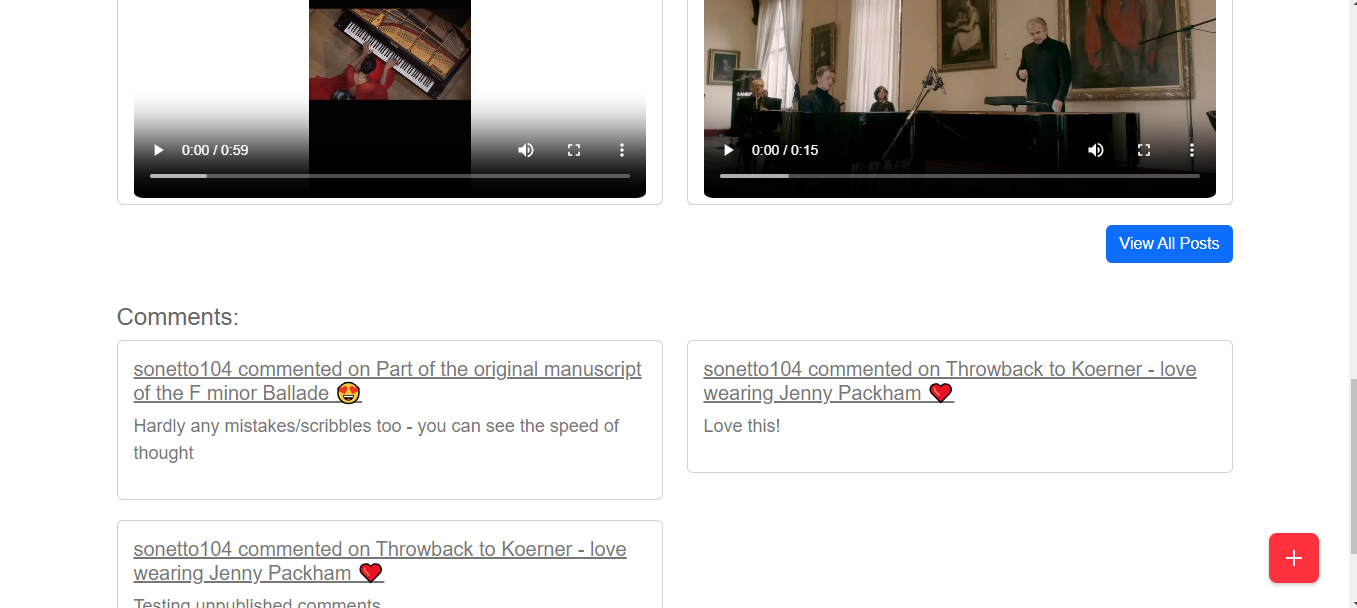 0:00 / 0:59
0:00 / 0:15
View All Posts
Comments:
sonetto104 commented on Part of the original manuscript
of the F minor Ballade 🤩
Hardly any mistakes/scribbles too - you can see the speed of
thought
sonetto104 commented on Throwback to Koerner - love
wearing Jenny Packham ❤️
Love this!
sonetto104 commented on Throwback to Koerner - love
wearing Jenny Packham ❤️
Testing unpublished comments